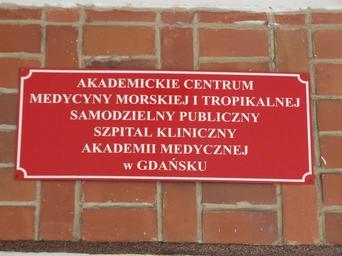 AKADEMICKIE CENTRUM
MEDYCYNY MORSKIEJ I TROPIKALNEJ
SAMODZIELNY PUBLICZNY
SZPITAL KLINICZNY
AKADEMII MEDYCZNEJ
w GDAŃSKU